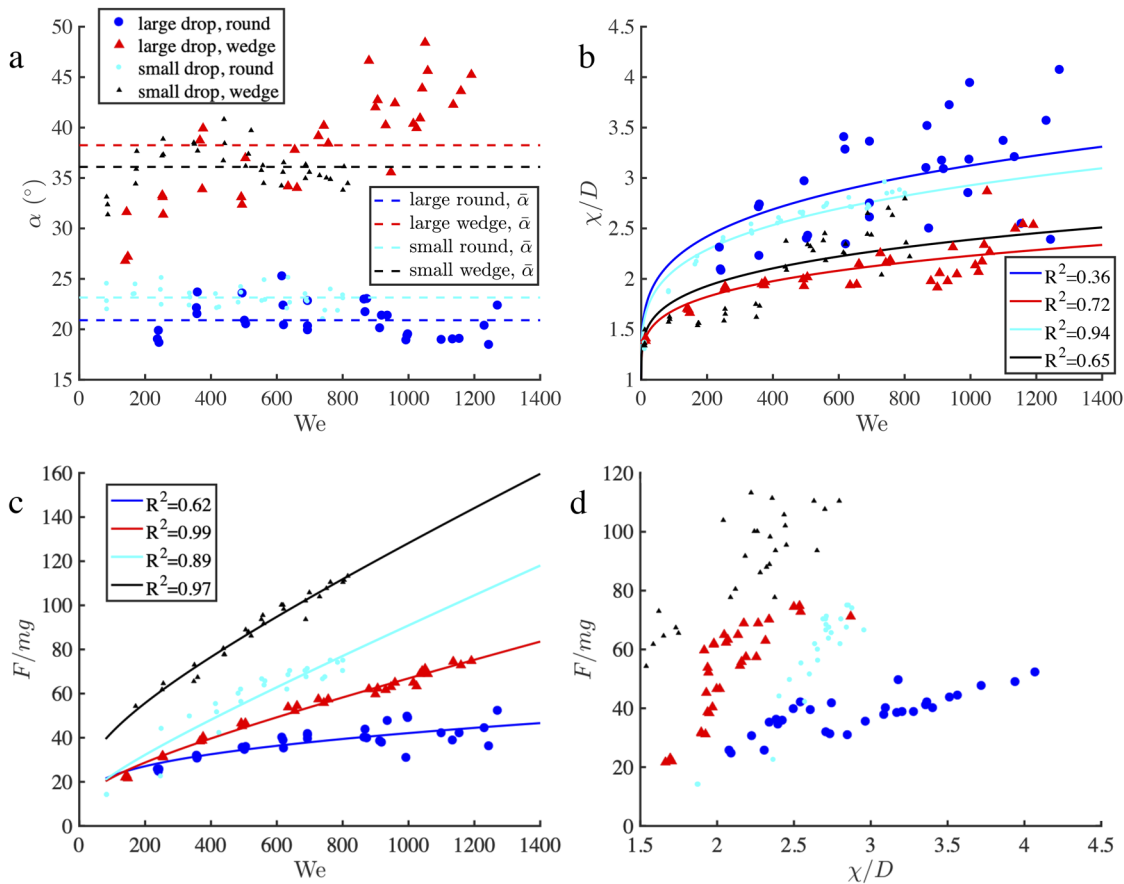 a
50
45
40
35
30
25
20
15
α (°)
0 200 400 600 800 1000 1200 1400
We
large drop, round
large drop, wedge
small drop, round
small drop, wedge
large round, ᾱ
large wedge, ᾱ
small round, ᾱ
small wedge, ᾱ
b
4.5
4
3.5
3
2.5
2
1.5
1
χ/D
0 200 400 600 800 1000 1200 1400
We
R²=0.36
R²=0.72
R²=0.94
R²=0.65
c
160
140
120
100
80
60
40
20
0
F/mg
0 200 400 600 800 1000 1200 1400
We
R²=0.62
R²=0.99
R²=0.89
R²=0.97
d
120
100
80
60
40
20
0
F/mg
1.5 2 2.5 3 3.5 4 4.5
χ/D